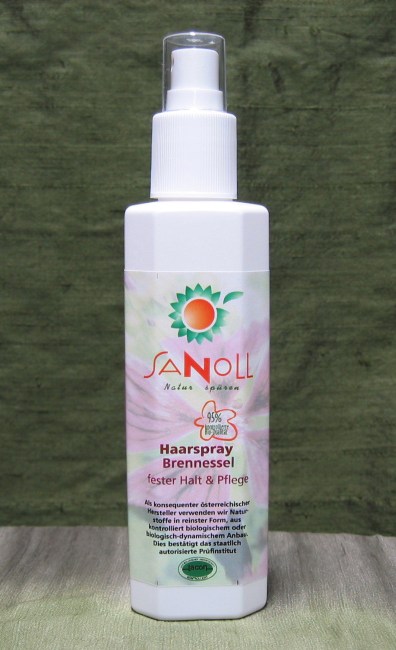 SANOLL
Natur spüren
95%
Haarspray
Brennessel
fester Halt & Pflege
Als konsequenter österreichischer
Hersteller verwenden wir Natur-
stoffe in reinster Form, aus
kontrolliert biologischem oder
biologisch-dynamischem Anbau.
Dies bestätigt das staatlich
autorisierte Prüfinstitut